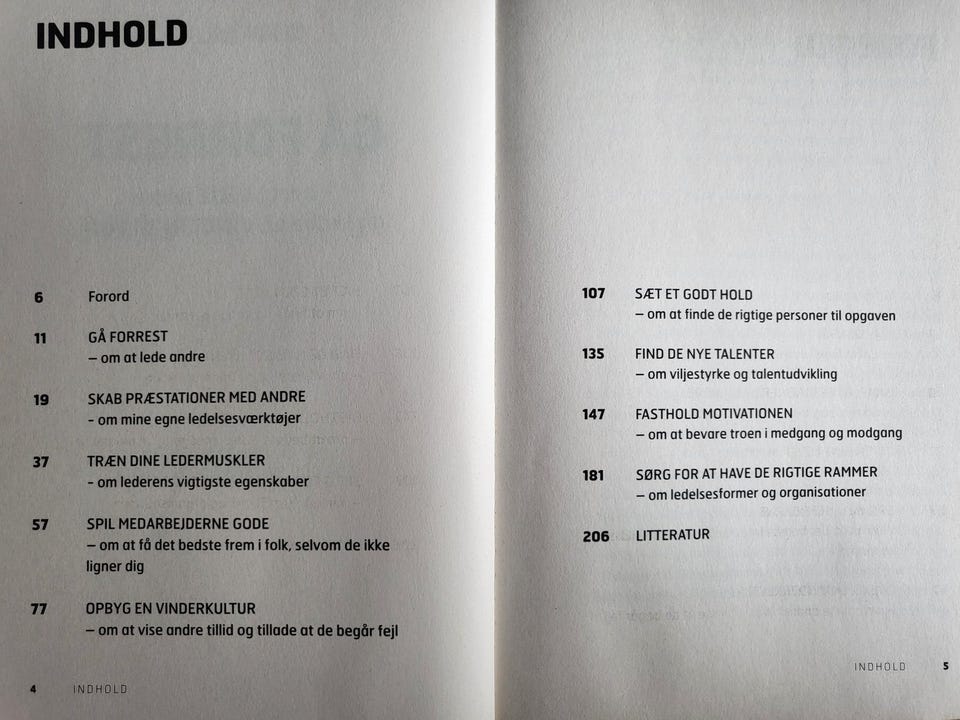 INDHOLD
6 Forord
11 GÅ FORREST
– om at lede andre
19 SKAB PRÆSTATIONER MED ANDRE
- om mine egne ledelsesværktøjer
37 TRÆN DINE LEDERMUSKLER
- om lederens vigtigste egenskaber
57 SPIL MEDARBEJDERNE GODE
– om at få det bedste frem i folk, selvom de ikke
ligner dig
77 OPBYG EN VINDERKULTUR
– om at vise andre tillid og tillade at de begår fejl
4 INDHOLD
107 SÆT ET GODT HOLD
– om at finde de rigtige personer til opgaven
135 FIND DE NYE TALENTER
– om viljestyrke og talentudvikling
147 FASTHOLD MOTIVATIONEN
– om at bevare troen i medgang og modgang
181 SØRG FOR AT HAVE DE RIGTIGE RAMMER
– om ledelsesformer og organisationer
206 LITTERATUR
INDHOLD 5